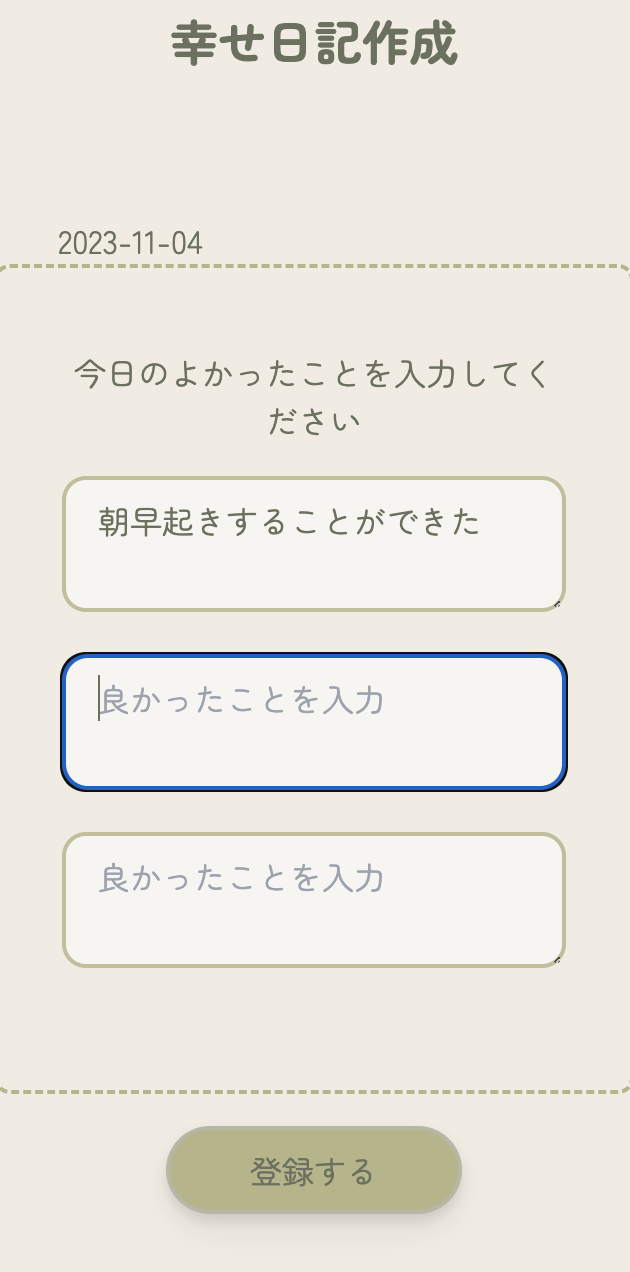 幸せ日記作成
2023-11-04
今日のよかったことを入力してく
ださい
朝早起きすることができた
良かったことを入力
良かったことを入力
登録する